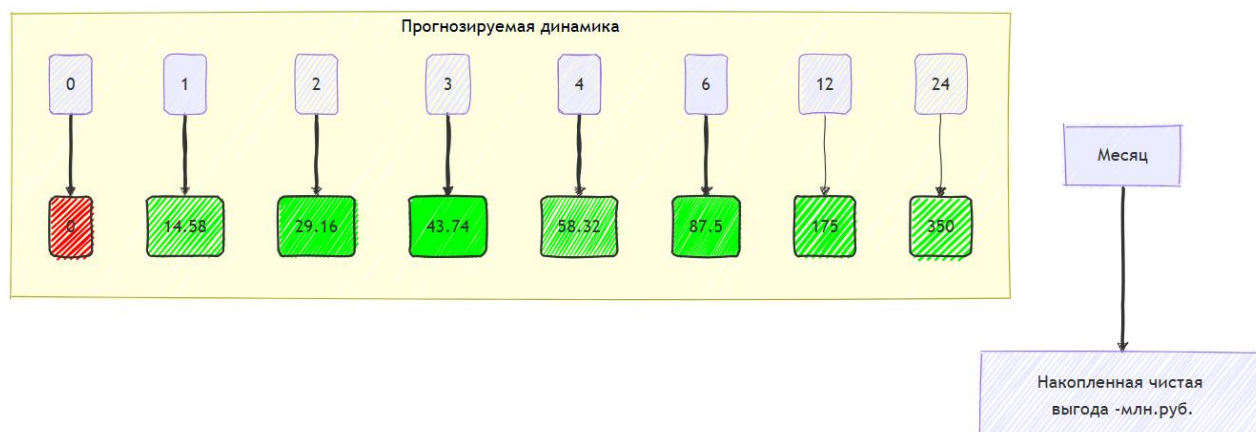 Прогнозируемая динамика
0 1 2 3 4 6 12 24
Месяц
0 14.58 29.16 43.74 58.32 87.5 175 350
Накопленная чистая
выгода -млн.руб.